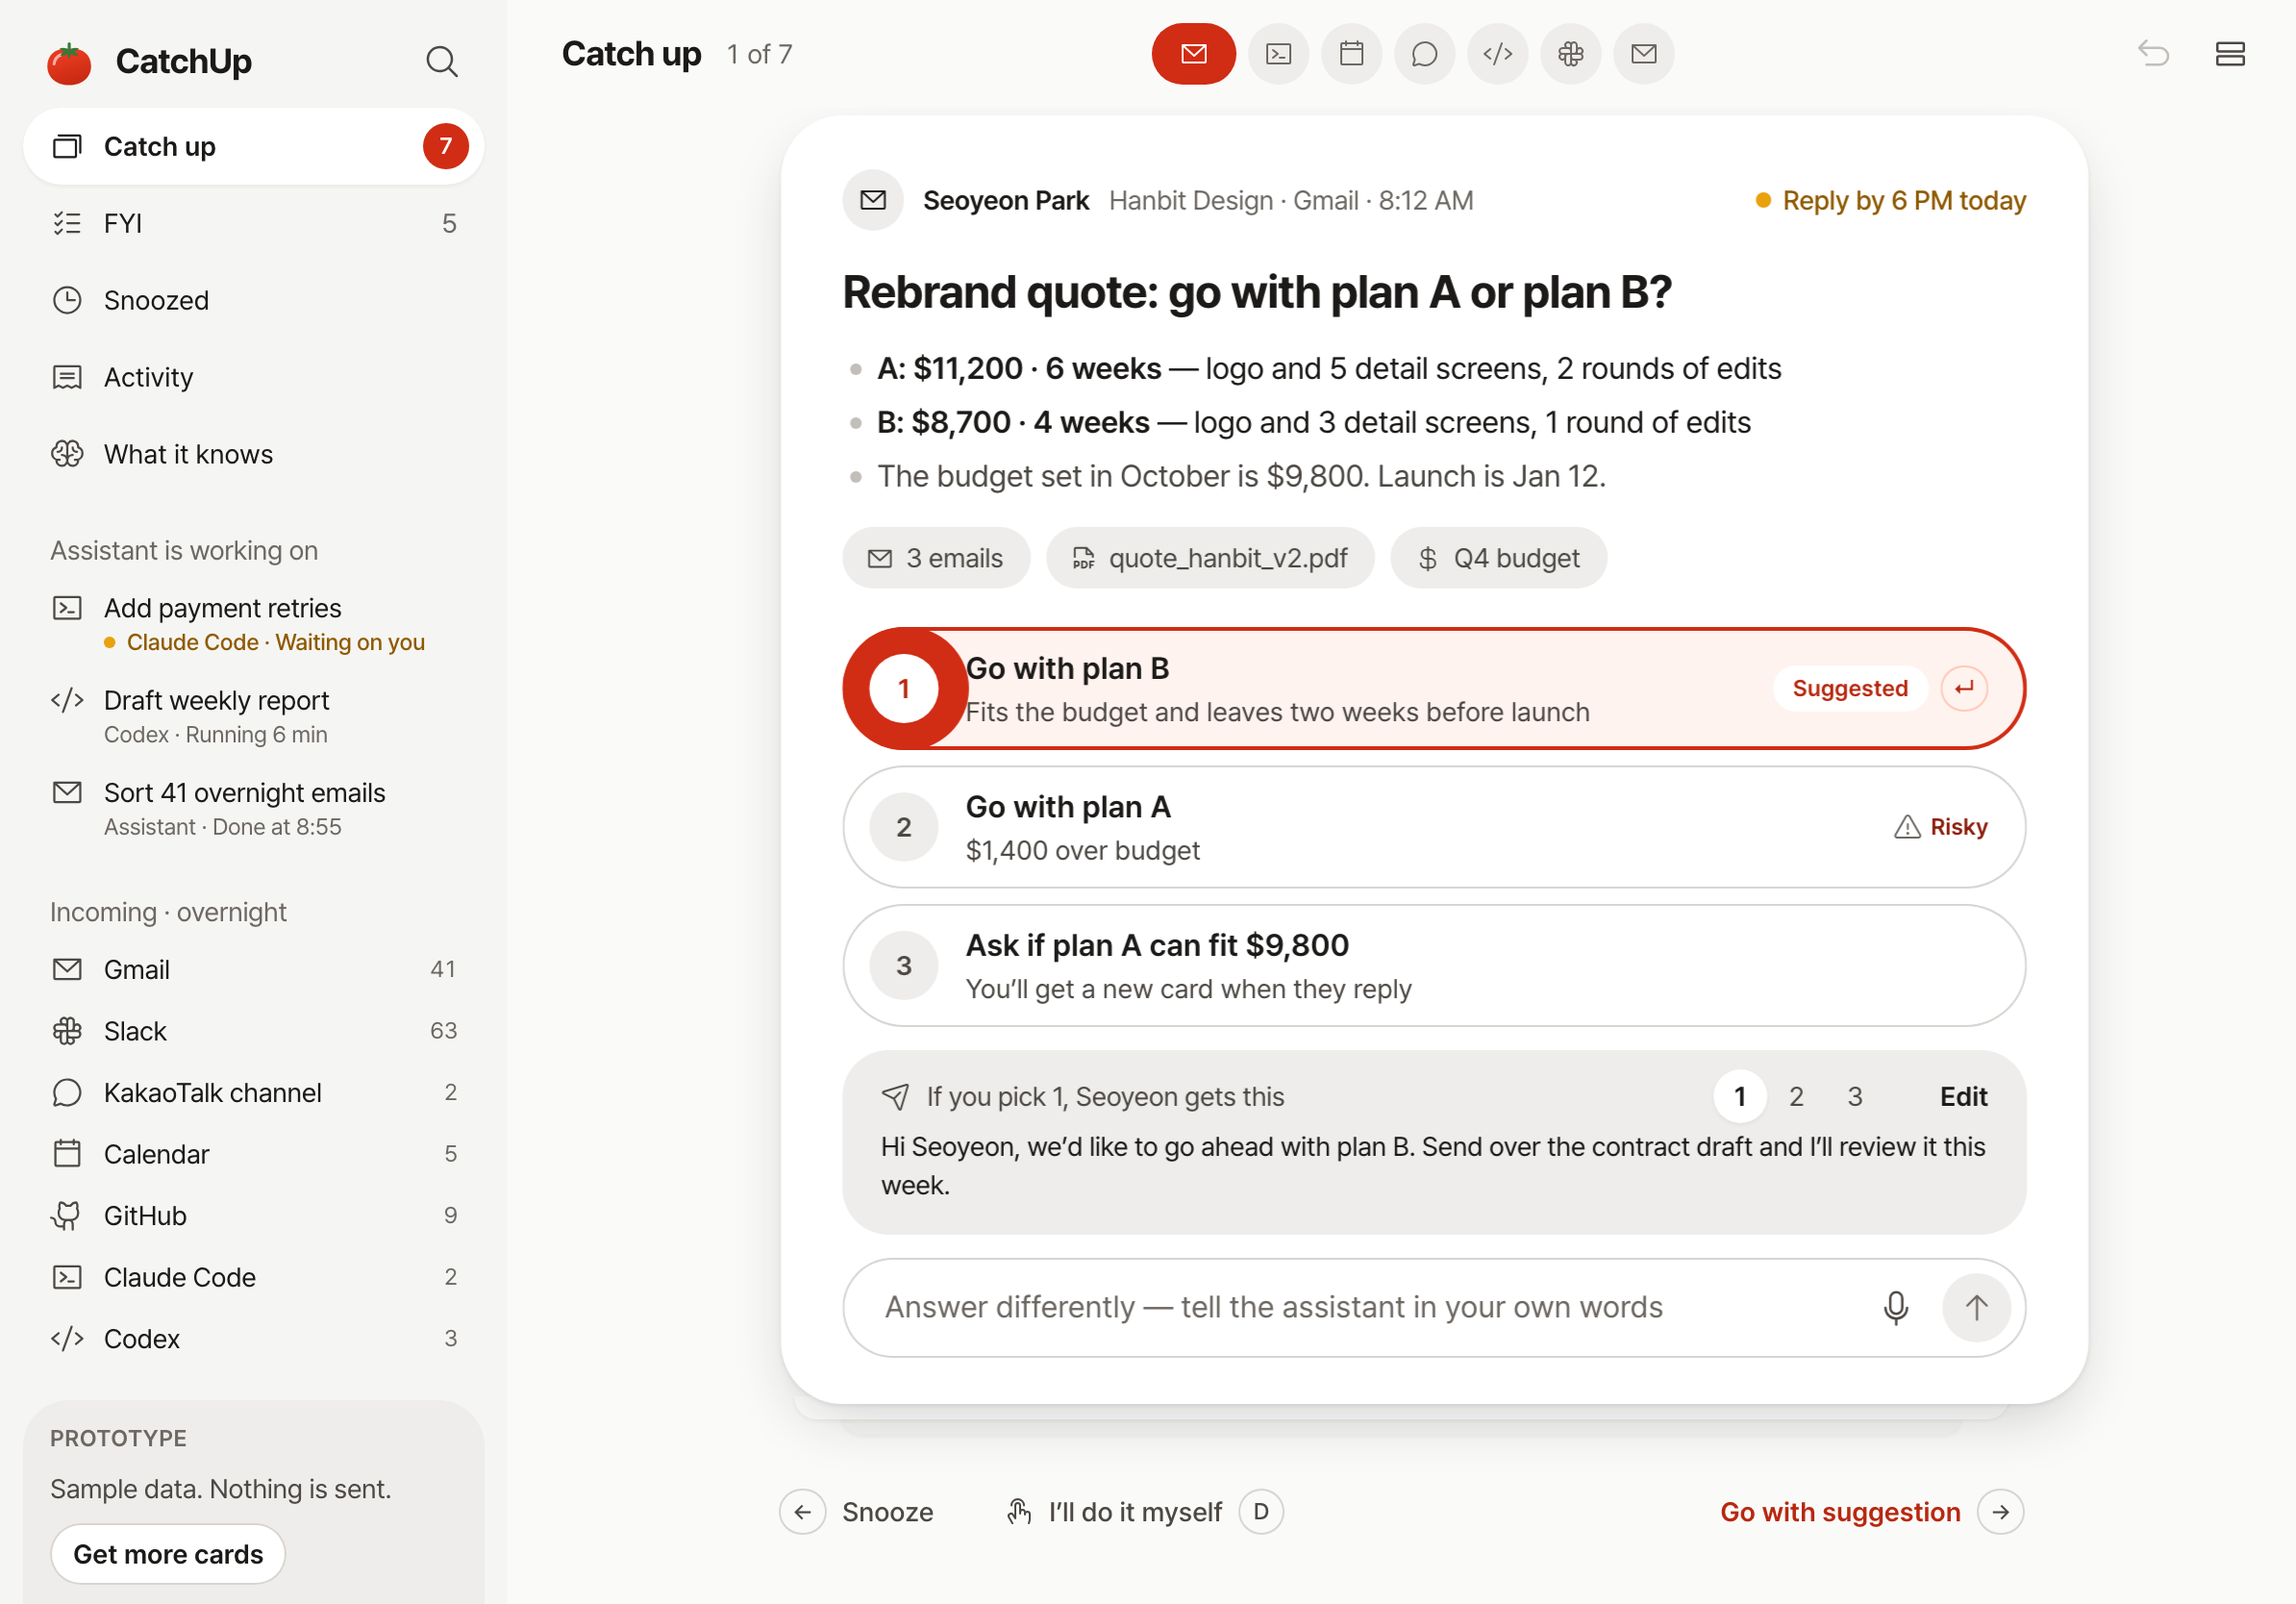 CatchUp
Catch up 7
FYI 5
Snoozed
Activity
What it knows
Assistant is working on
Add payment retries
Claude Code · Waiting on you
Draft weekly report
Codex · Running 6 min
Sort 41 overnight emails
Assistant · Done at 8:55
Incoming · overnight
Gmail 41
Slack 63
KakaoTalk channel 2
Calendar 5
GitHub 9
Claude Code 2
Codex 3
PROTOTYPE
Sample data. Nothing is sent.
Get more cards
Catch up 1 of 7
Seoyeon Park Hanbit Design · Gmail · 8:12 AM Reply by 6 PM today
Rebrand quote: go with plan A or plan B?
A: $11,200 · 6 weeks — logo and 5 detail screens, 2 rounds of edits
B: $8,700 · 4 weeks — logo and 3 detail screens, 1 round of edits
The budget set in October is $9,800. Launch is Jan 12.
3 emails PDF quote_hanbit_v2.pdf $ Q4 budget
1 Go with plan B
Fits the budget and leaves two weeks before launch
Suggested
2 Go with plan A
$1,400 over budget
Risky
3 Ask if plan A can fit $9,800
You’ll get a new card when they reply
If you pick 1, Seoyeon gets this 1 2 3 Edit
Hi Seoyeon, we’d like to go ahead with plan B. Send over the contract draft and I’ll review it this
week.
Answer differently — tell the assistant in your own words
Snooze I’ll do it myself D Go with suggestion